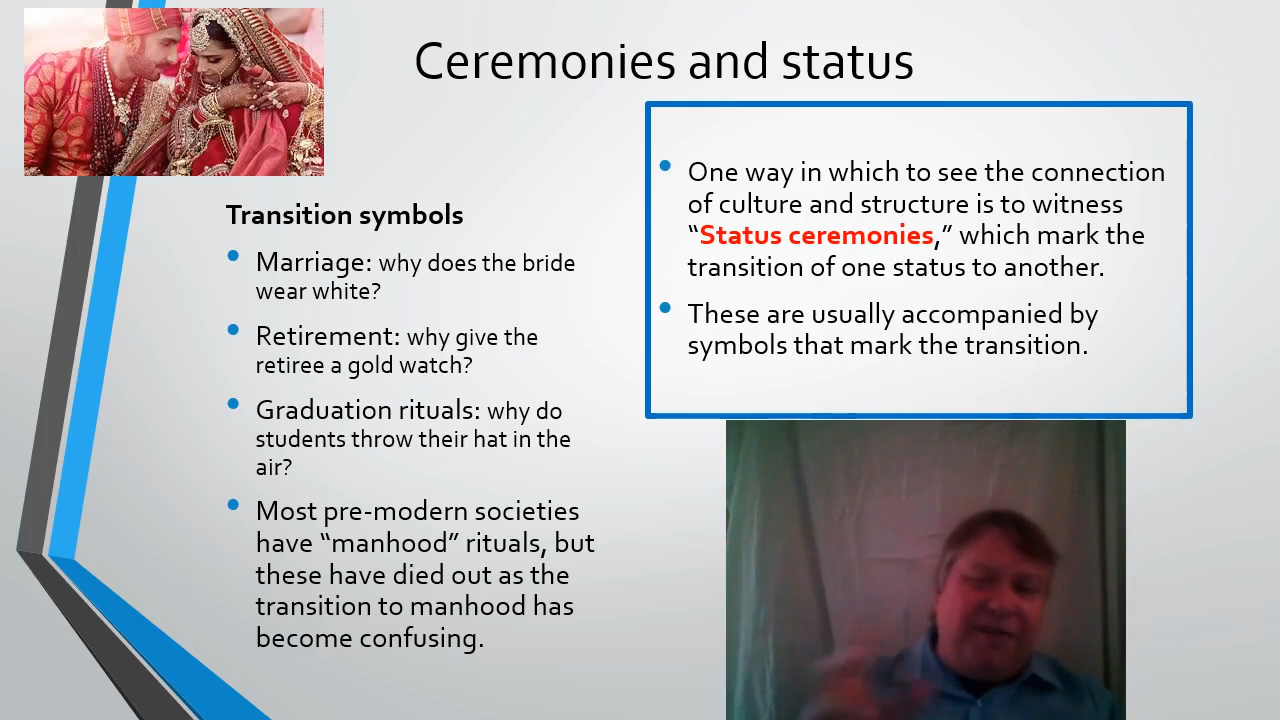 Ceremonies and status
Transition symbols
• Marriage: why does the bride
wear white?
• Retirement: why give the
retiree a gold watch?
• Graduation rituals: why do
students throw their hat in the
air?
• Most pre-modern societies
have “manhood” rituals, but
these have died out as the
transition to manhood has
become confusing.
• One way in which to see the connection
of culture and structure is to witness
“Status ceremonies,” which mark the
transition of one status to another.
• These are usually accompanied by
symbols that mark the transition.